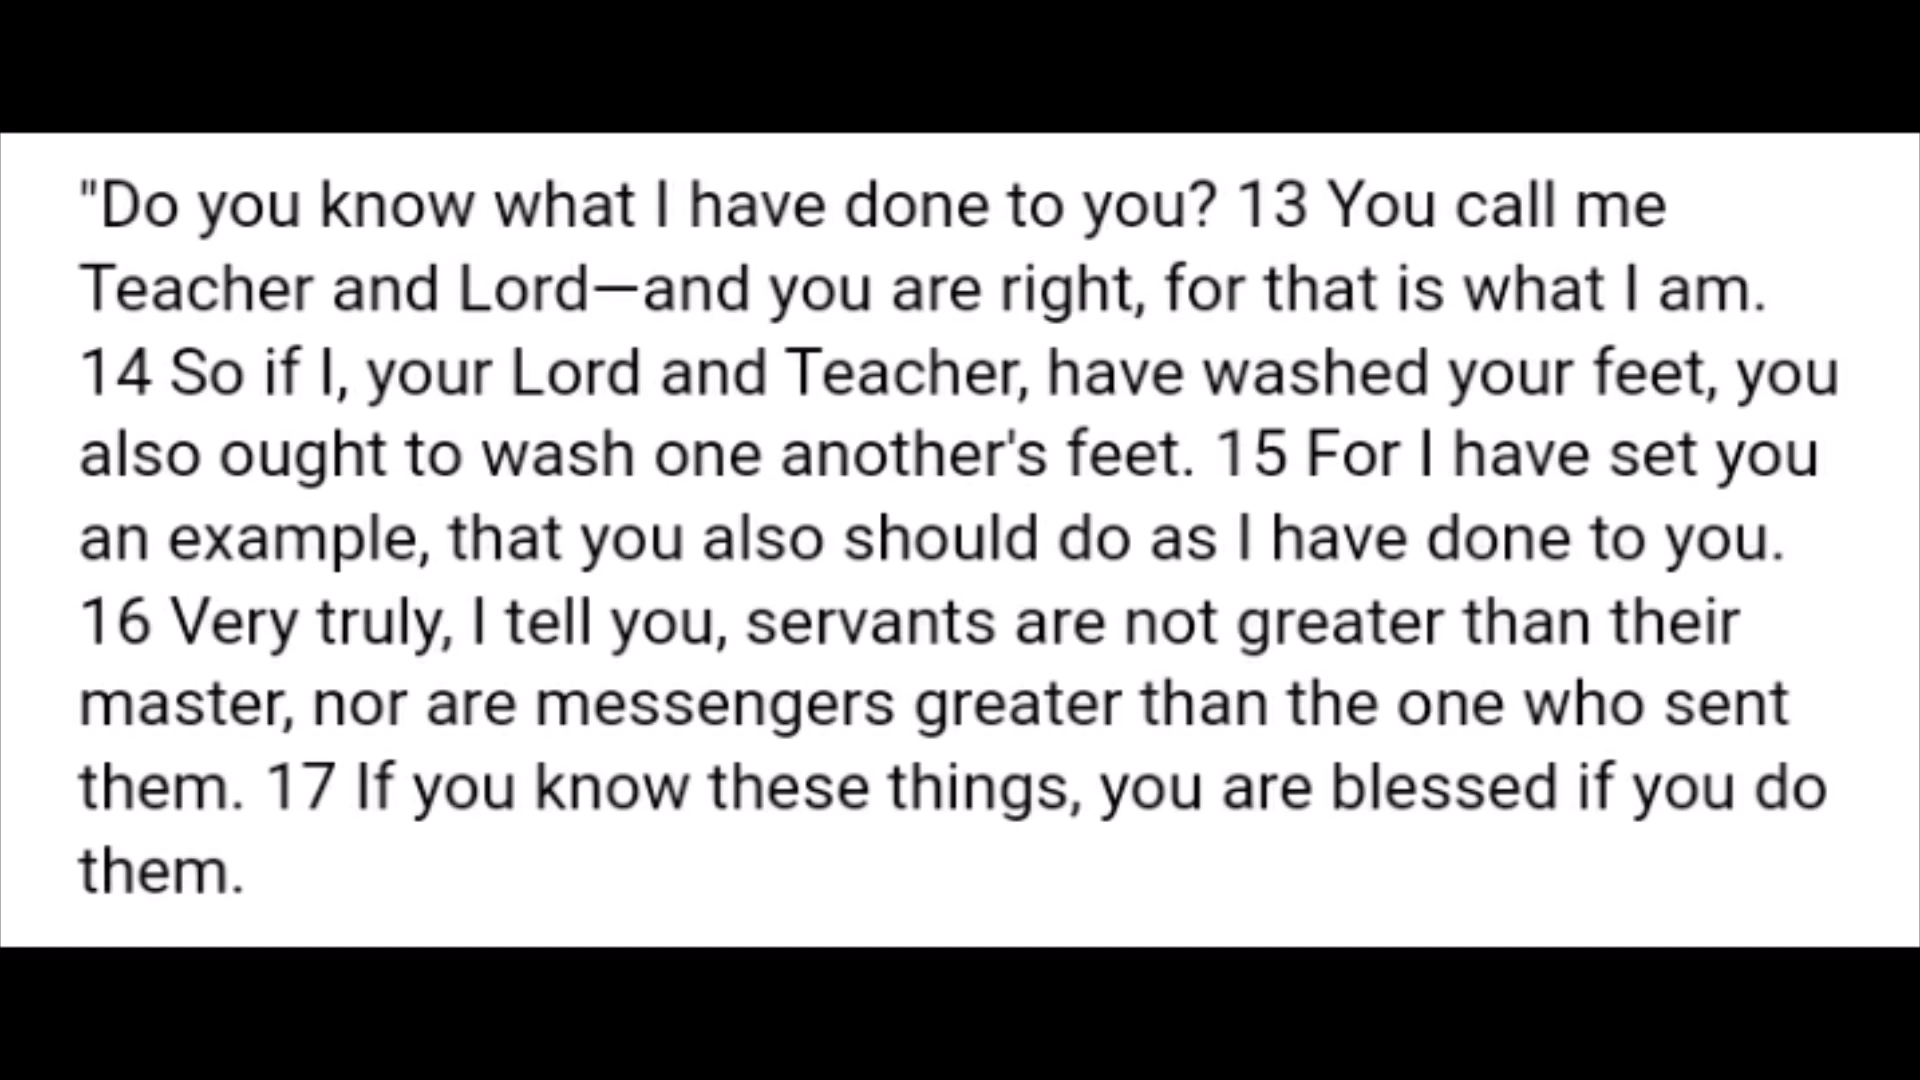 "Do you know what I have done to you? 13 You call me
Teacher and Lord—and you are right, for that is what I am.
14 So if I, your Lord and Teacher, have washed your feet, you
also ought to wash one another's feet. 15 For I have set you
an example, that you also should do as I have done to you.
16 Very truly, I tell you, servants are not greater than their
master, nor are messengers greater than the one who sent
them. 17 If you know these things, you are blessed if you do
them.